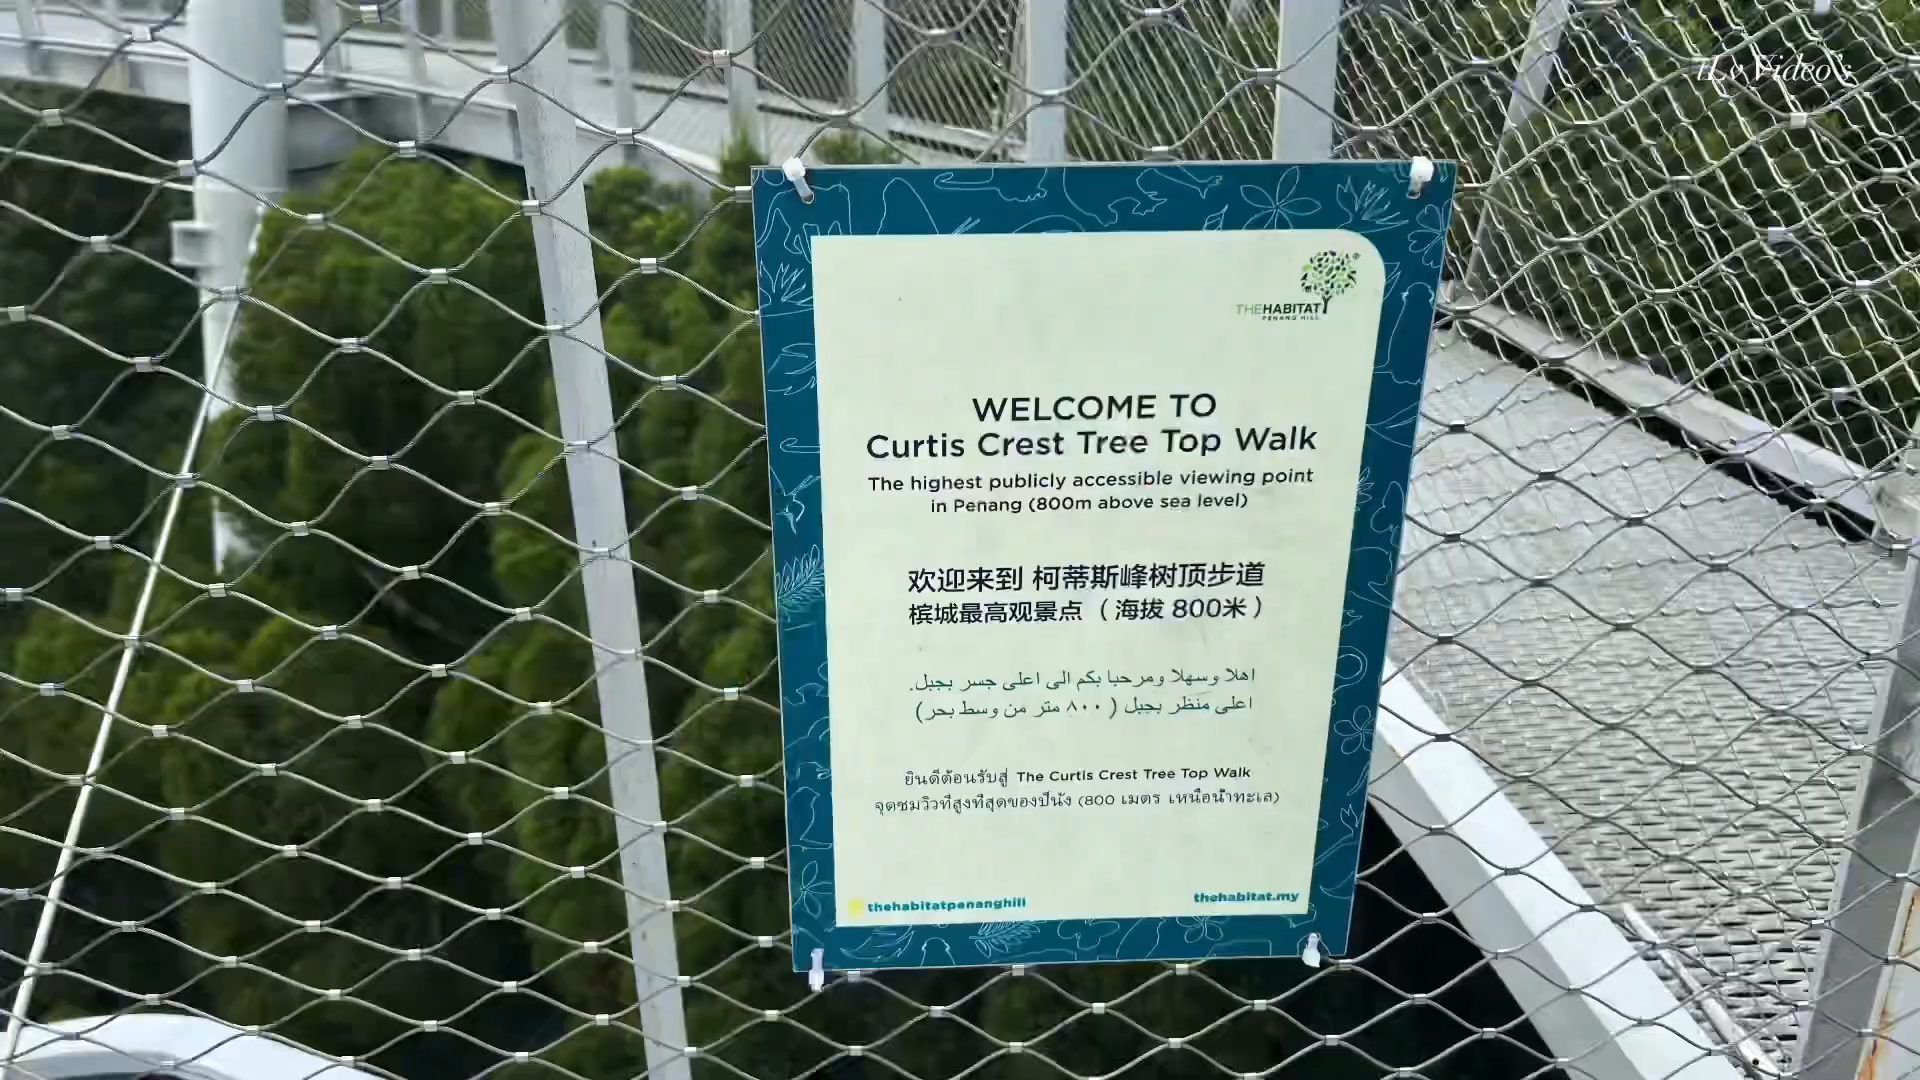 iLv Video's
THEHABITAT
PENANG HILL
WELCOME TO
Curtis Crest Tree Top Walk
The highest publicly accessible viewing point
in Penang (800m above sea level)
欢迎来到 柯蒂斯峰树顶步道
槟城最高观景点 （ 海拔 800米 ）
اهلا وسهلا ومرحبا بكم الى اعلى جسر بجبل.
اعلى منظر بجبل ( ٨٠٠ متر من وسط بحر)
ยินดีต้อนรับสู่ The Curtis Crest Tree Top Walk
จุดชมวิวที่สูงที่สุดของปีนัง (800 เมตร เหนือน้ำทะเล)
thehabitatpenanghill
thehabitat.my